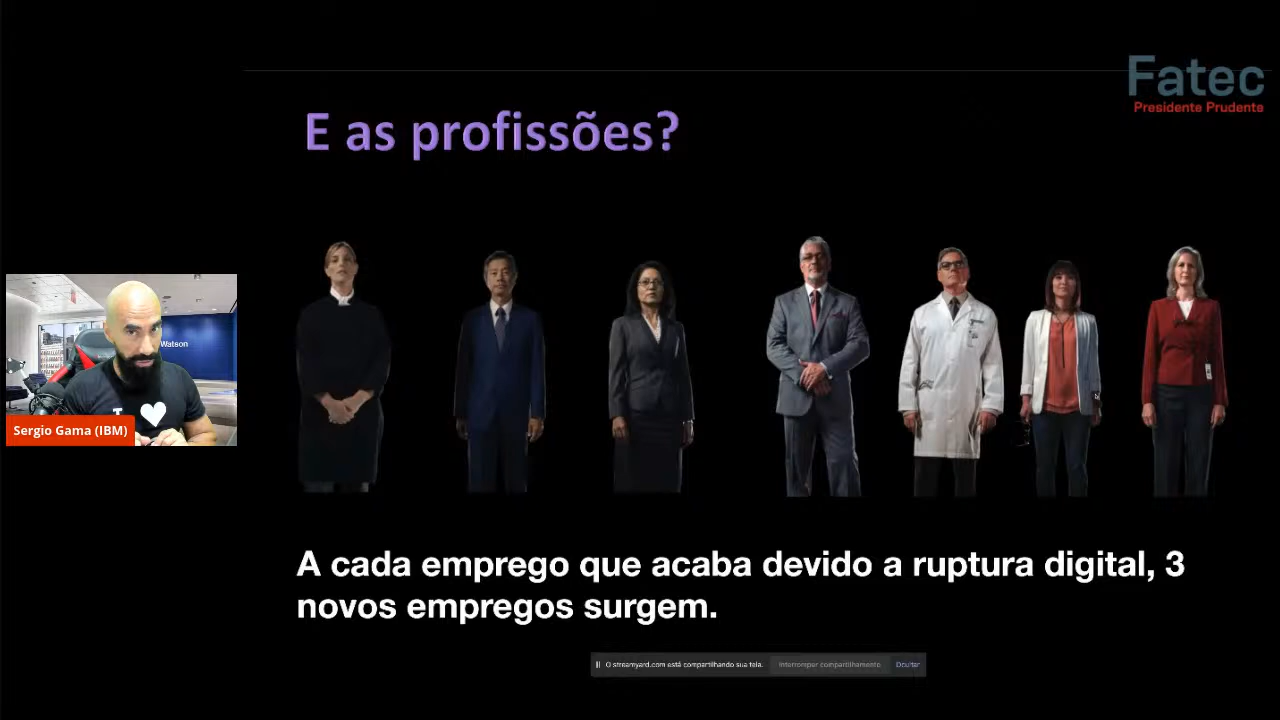 Fatec
Presidente Prudente
E as profissões?
Watson
I
Sergio Gama (IBM)
A cada emprego que acaba devido a ruptura digital, 3
novos empregos surgem.
O streamyard.com está compartilhando sua tela. Interromper compartilhamento Ocultar